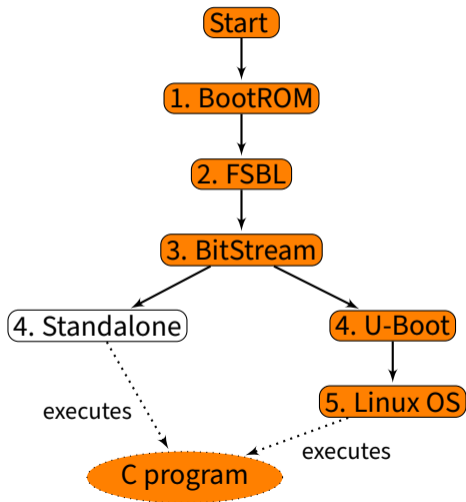 Start
1. BootROM
2. FSBL
3. BitStream
4. Standalone
4. U-Boot
5. Linux OS
executes
executes
C program